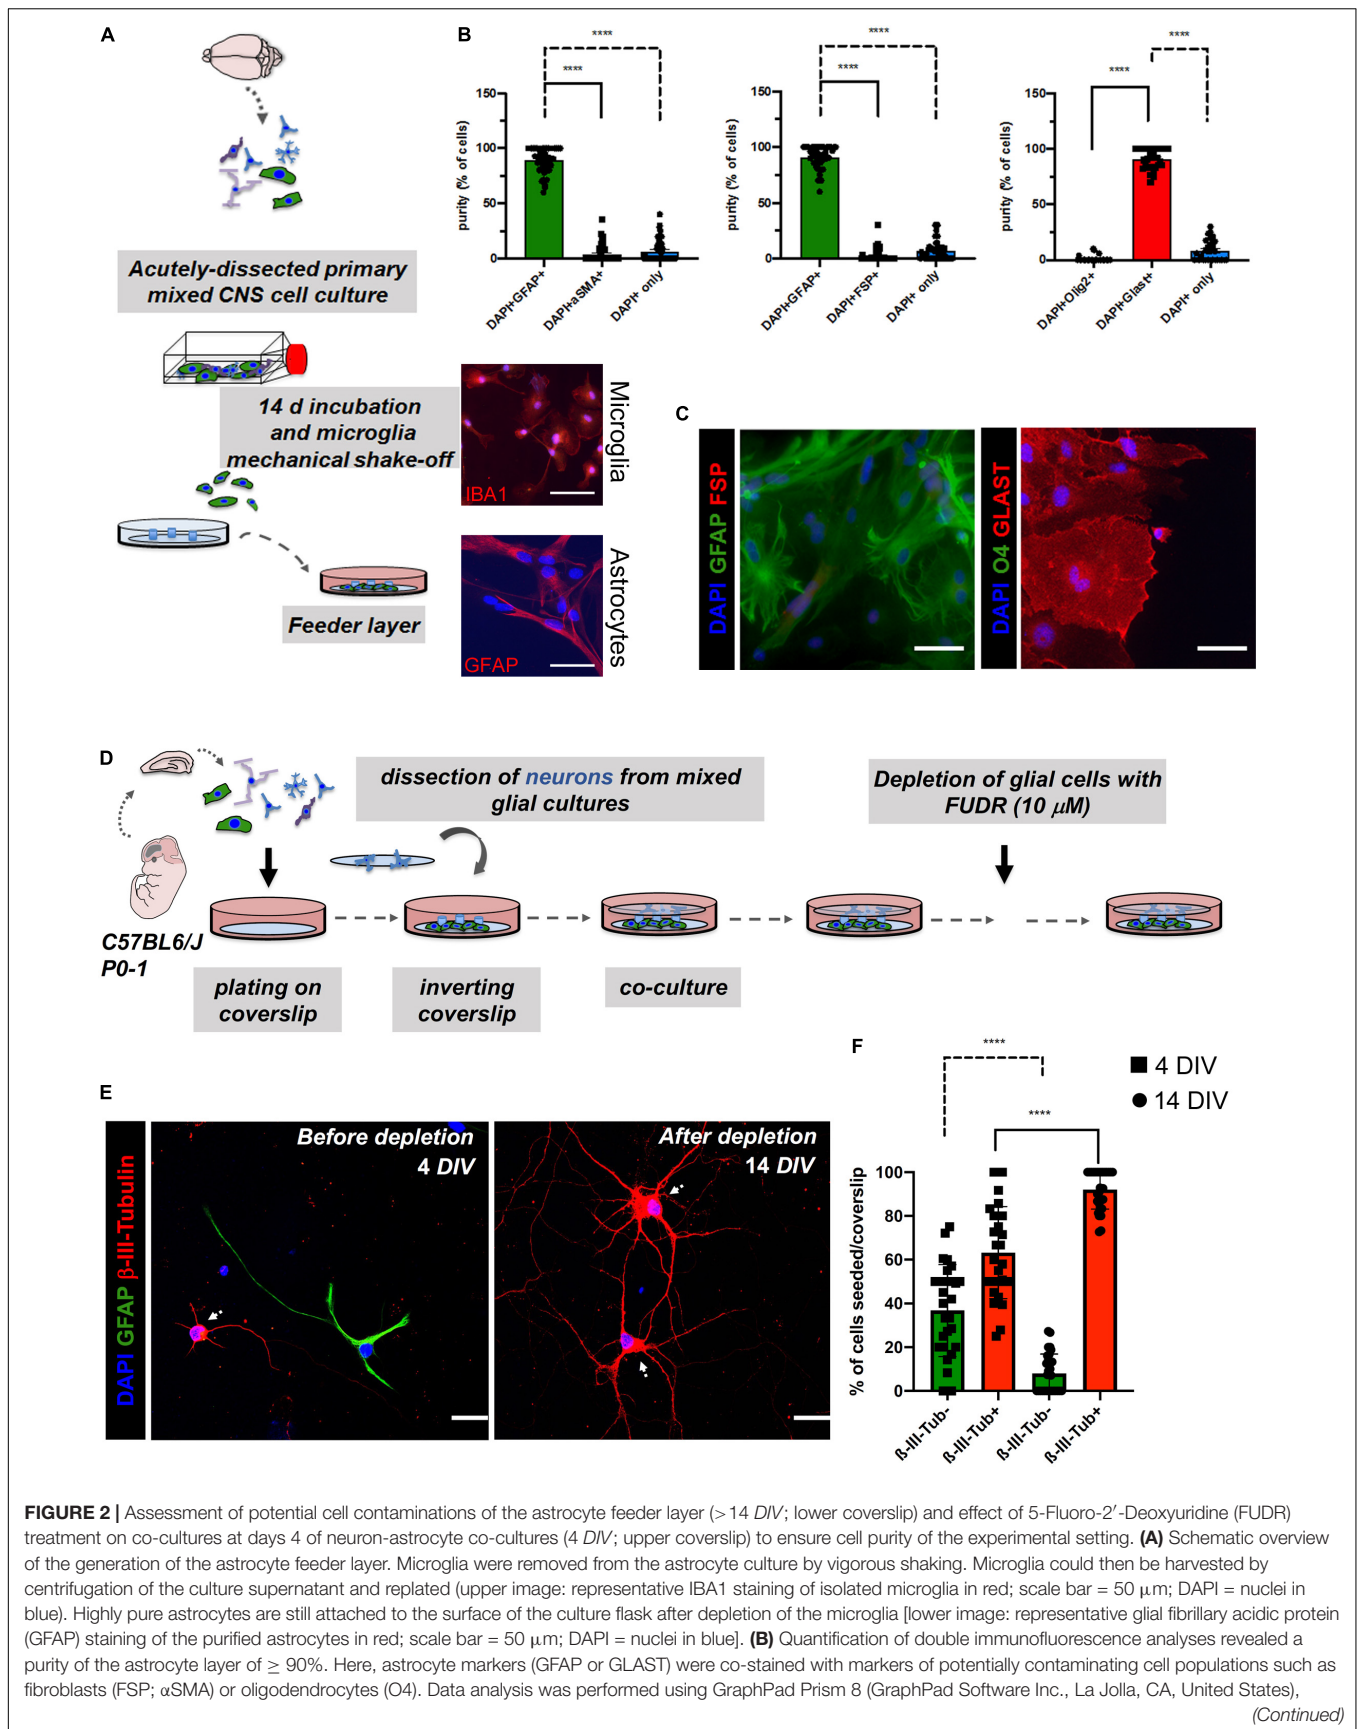 A
Acutely-dissected primary
mixed CNS cell culture
14 d incubation
and microglia
mechanical shake-off
Feeder layer
IBA1
Microglia
GFAP
Astrocytes
B
****
****
150
100
50
0
purity (% of cells)
DAPI+GFAP+
DAPI+aSMA+
DAPI+ only
****
****
150
100
50
0
purity (% of cells)
DAPI+GFAP+
DAPI+FSP+
DAPI+ only
****
****
150
100
50
0
purity (% of cells)
DAPI+Olig2+
DAPI+Glast+
DAPI+ only
C
DAPI GFAP FSP
DAPI O4 GLAST
D
C57BL6/J
P0-1
dissection of neurons from mixed
glial cultures
Depletion of glial cells with
FUDR (10 µM)
plating on
coverslip
inverting
coverslip
co-culture
E
DAPI GFAP ß-III-Tubulin
Before depletion
4 DIV
After depletion
14 DIV
F
****
****
4 DIV
14 DIV
100
80
60
40
20
0
% of cells seeded/coverslip
ß-III-Tub-
ß-III-Tub+
ß-III-Tub-
ß-III-Tub+
FIGURE 2 | Assessment of potential cell contaminations of the astrocyte feeder layer (>14 DIV; lower coverslip) and effect of 5-Fluoro-2′-Deoxyuridine (FUDR)
treatment on co-cultures at days 4 of neuron-astrocyte co-cultures (4 DIV; upper coverslip) to ensure cell purity of the experimental setting. (A) Schematic overview
of the generation of the astrocyte feeder layer. Microglia were removed from the astrocyte culture by vigorous shaking. Microglia could then be harvested by
centrifugation of the culture supernatant and replated (upper image: representative IBA1 staining of isolated microglia in red; scale bar = 50 µm; DAPI = nuclei in
blue). Highly pure astrocytes are still attached to the surface of the culture flask after depletion of the microglia [lower image: representative glial fibrillary acidic protein
(GFAP) staining of the purified astrocytes in red; scale bar = 50 µm; DAPI = nuclei in blue]. (B) Quantification of double immunofluorescence analyses revealed a
purity of the astrocyte layer of ≥ 90%. Here, astrocyte markers (GFAP or GLAST) were co-stained with markers of potentially contaminating cell populations such as
fibroblasts (FSP; αSMA) or oligodendrocytes (O4). Data analysis was performed using GraphPad Prism 8 (GraphPad Software Inc., La Jolla, CA, United States),
(Continued)